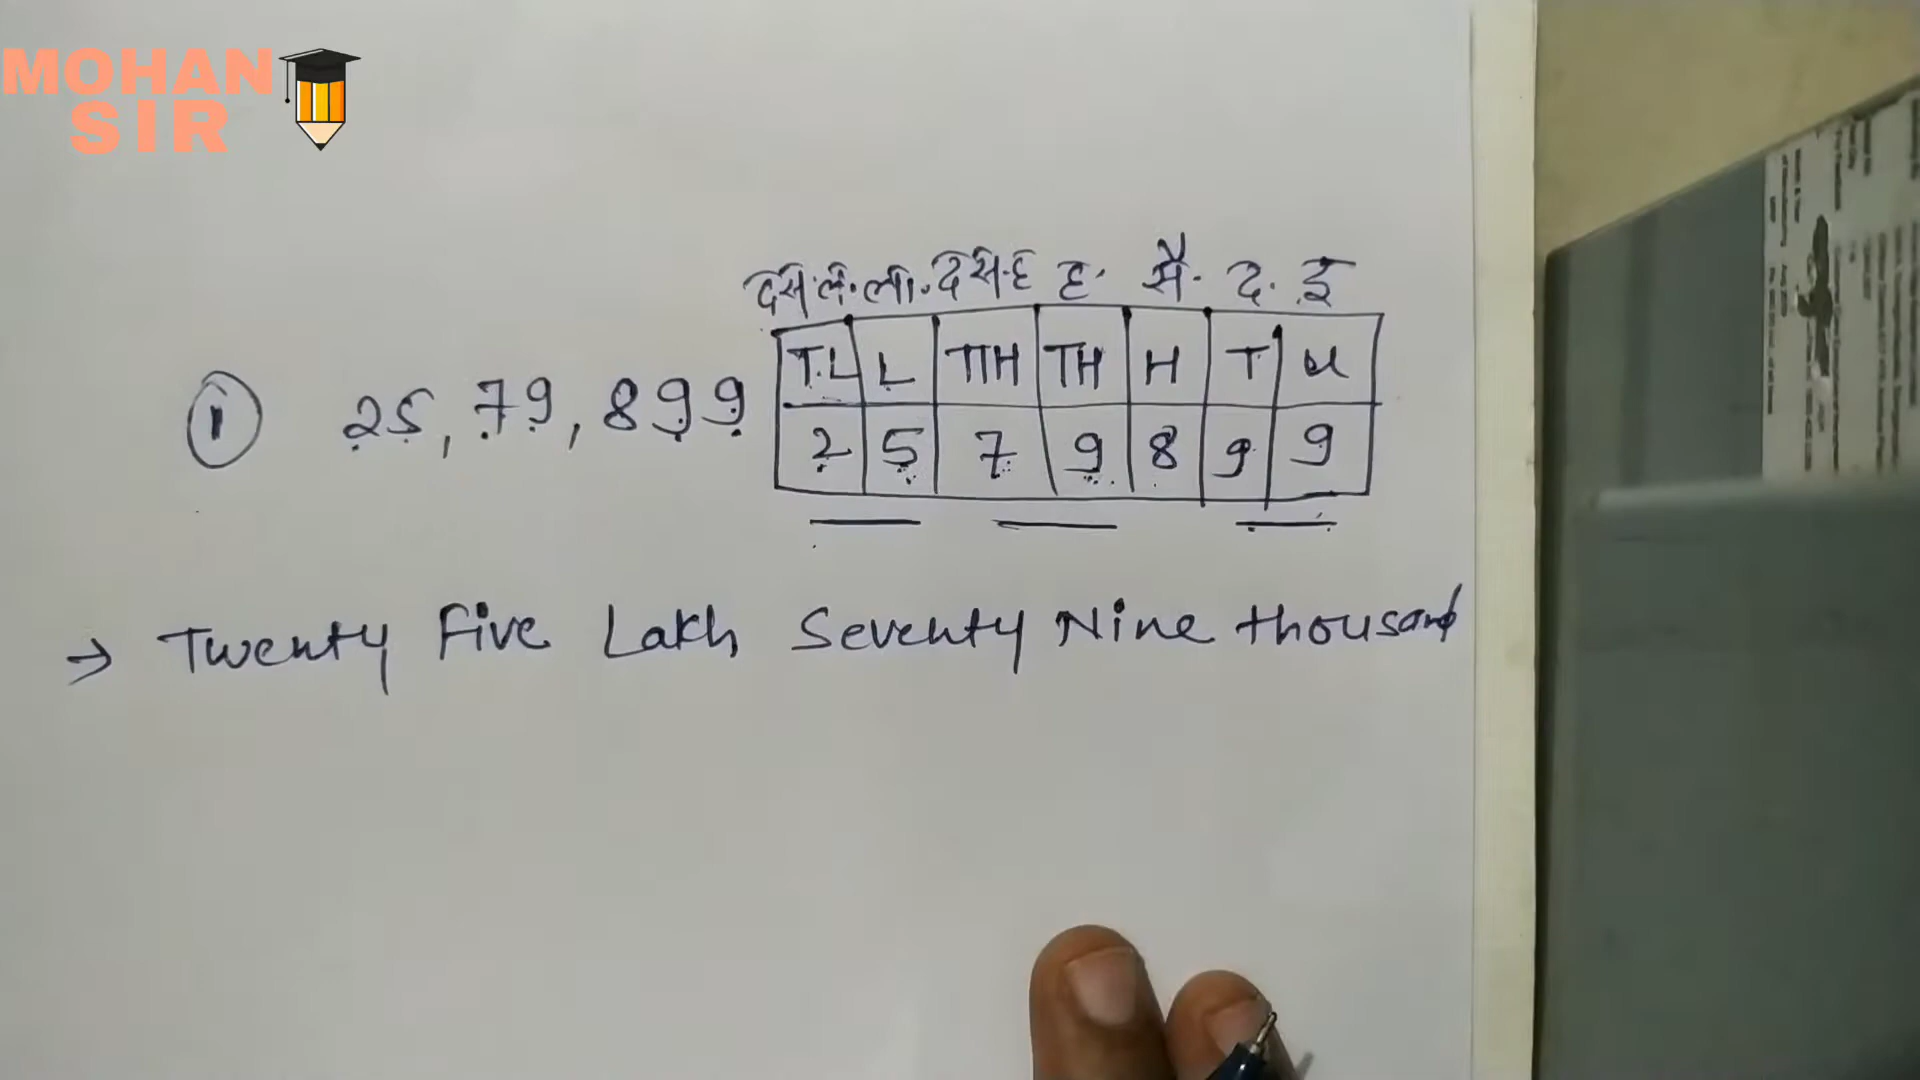 MOHAN
SIR
दस.ल. ला. दस.ह ह. सै. द. इ
T.L L TTH TH H T U
① 25,79,899
2 5 7 9 8 9 9
→ Twenty Five Lakh Seventy Nine thousand